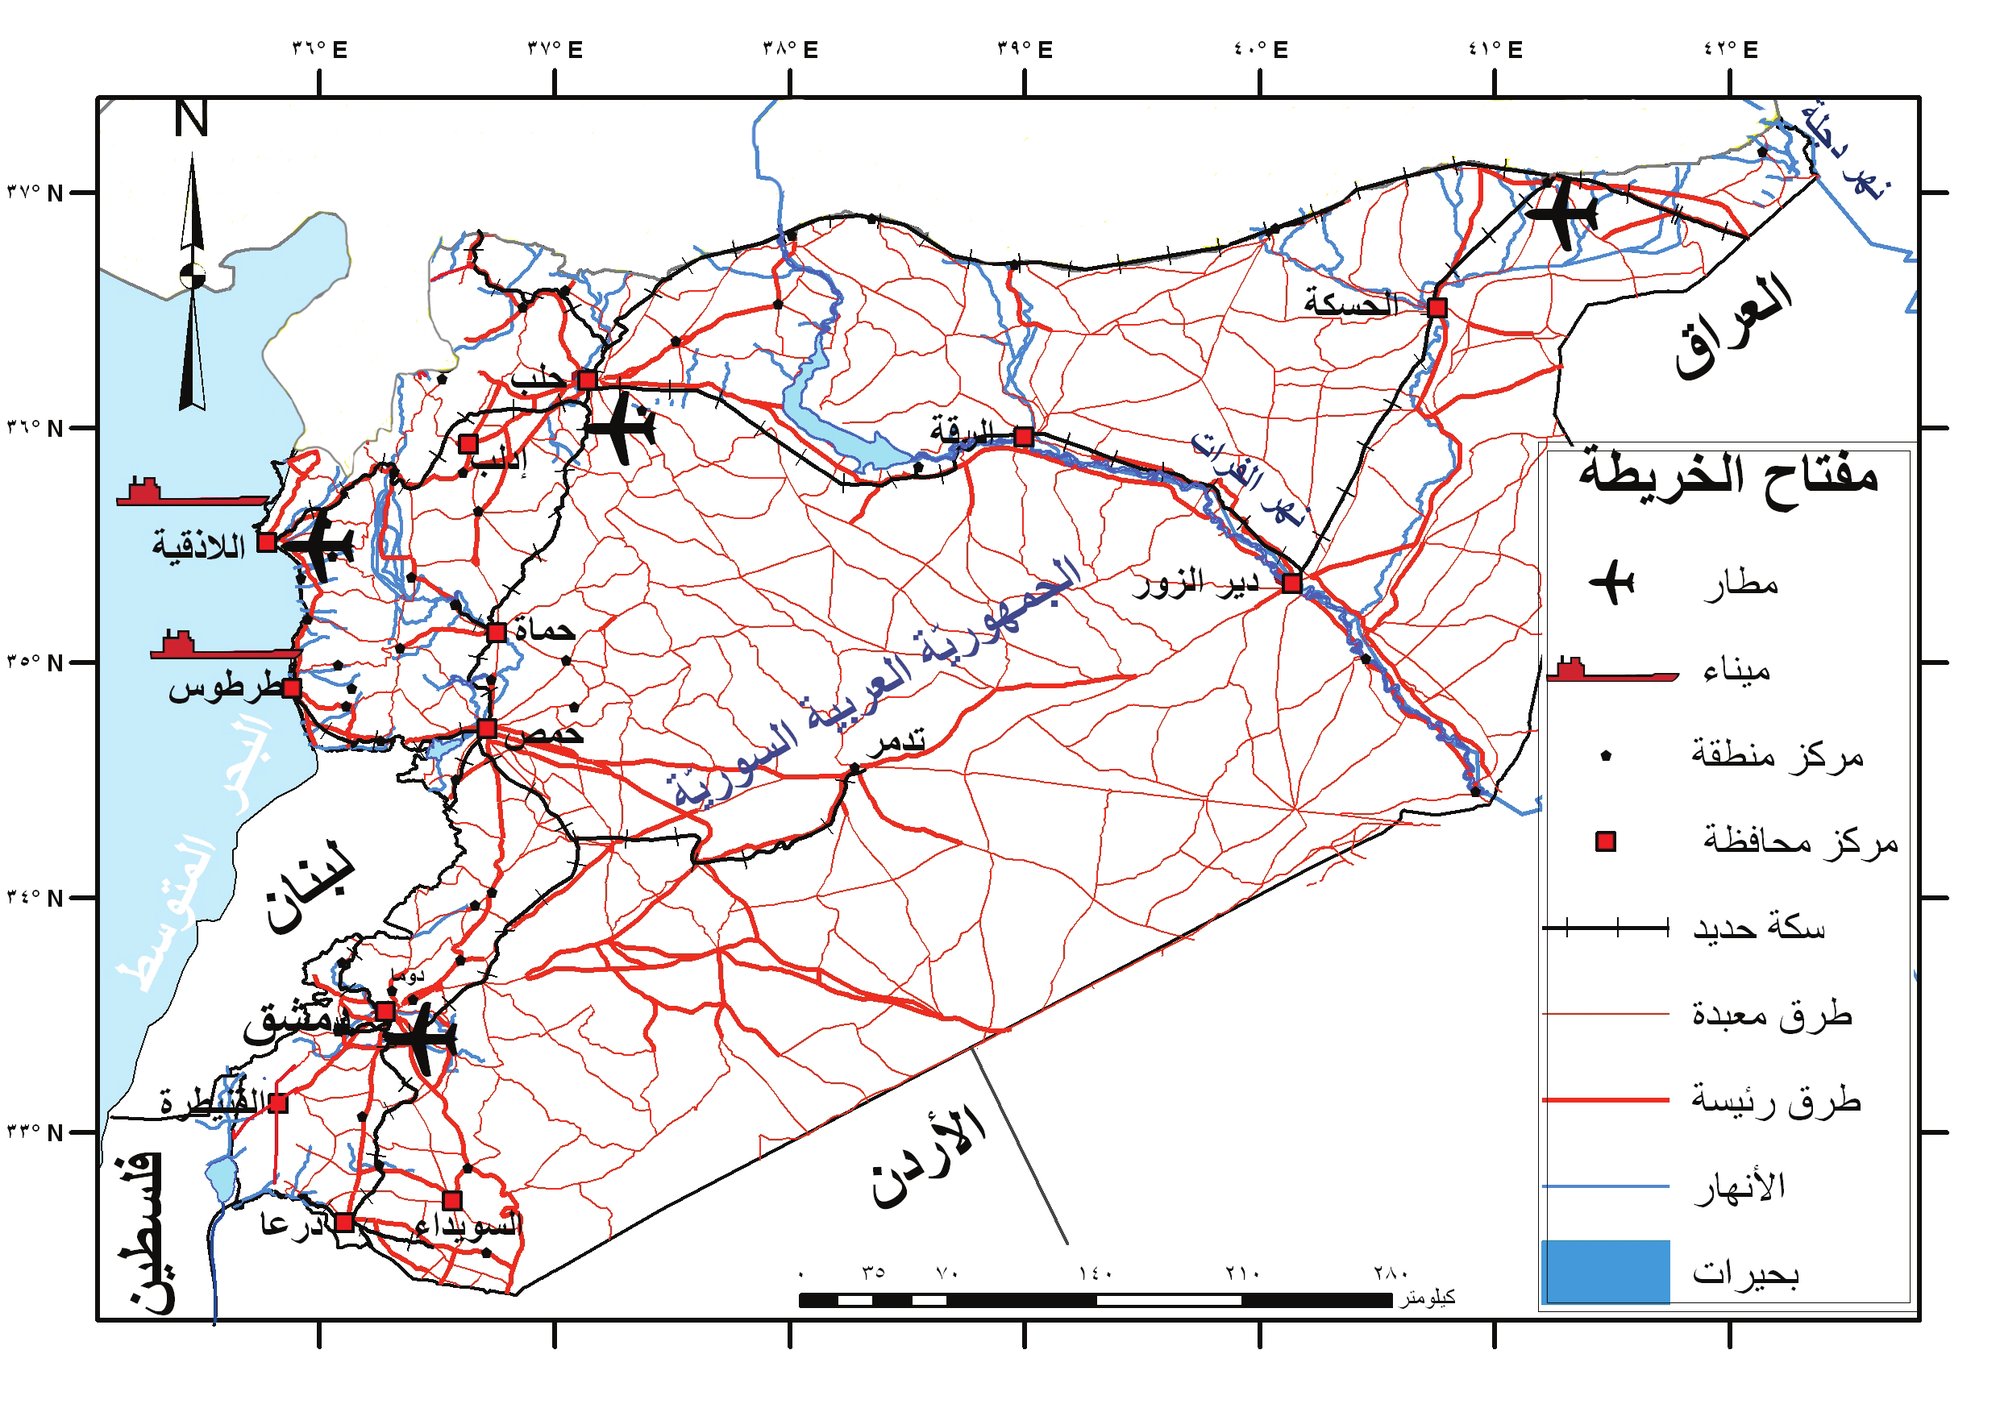 ٣٦° E
٣٧° E
٣٨° E
٣٩° E
٤٠° E
٤١° E
٤٢° E
N
٣٧° N
٣٦° N
٣٥° N
٣٤° N
٣٣° N
نهر دجلة
العراق
الحسكة
حلب
الرقة
إدلب
نهر الفرات
اللاذقية
دير الزور
حماة
طرطوس
حمص
تدمر
الجمهوريّة العربية السوريّة
البحر المتوسط
لبنان
دوما
دمشق
القنيطرة
فلسطين
درعا
السويداء
الأردن
مفتاح الخريطة
مطار
ميناء
مركز منطقة
مركز محافظة
سكة حديد
طرق معبدة
طرق رئيسة
الأنهار
بحيرات
٠ ٣٥ ٧٠ ١٤٠ ٢١٠ ٢٨٠
كيلومتر